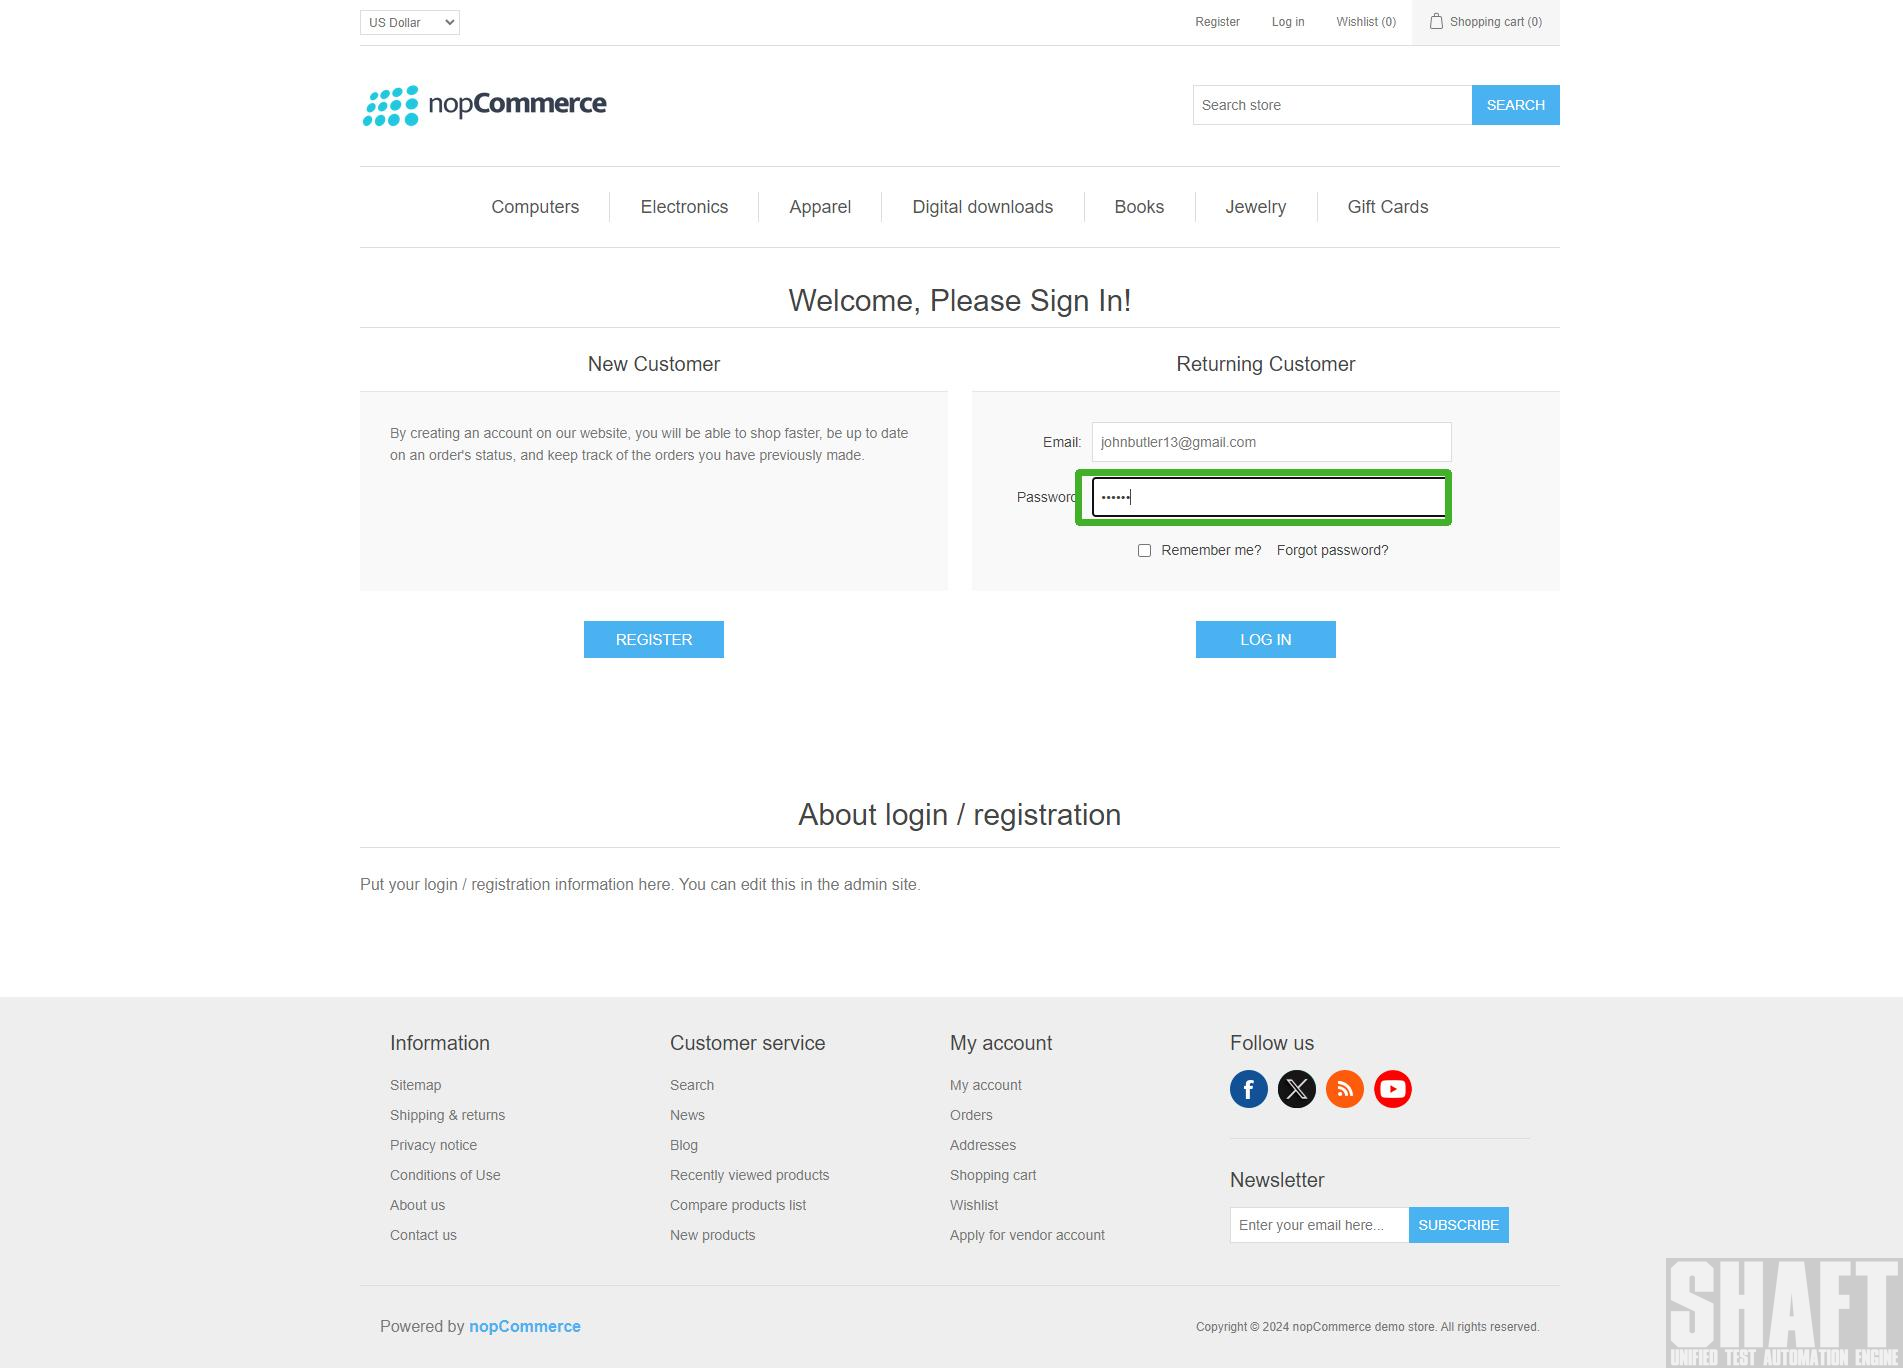 US Dollar
Register
Log in
Wishlist (0)
Shopping cart (0)
nopCommerce
Search store
SEARCH
Computers
Electronics
Apparel
Digital downloads
Books
Jewelry
Gift Cards
Welcome, Please Sign In!
New Customer
By creating an account on our website, you will be able to shop faster, be up to date
on an order's status, and keep track of the orders you have previously made.
REGISTER
Returning Customer
Email:
johnbutler13@gmail.com
Password
••••••
Remember me?
Forgot password?
LOG IN
About login / registration
Put your login / registration information here. You can edit this in the admin site.
Information
Sitemap
Shipping & returns
Privacy notice
Conditions of Use
About us
Contact us
Customer service
Search
News
Blog
Recently viewed products
Compare products list
New products
My account
My account
Orders
Addresses
Shopping cart
Wishlist
Apply for vendor account
Follow us
Newsletter
Enter your email here...
SUBSCRIBE
Powered by nopCommerce
Copyright © 2024 nopCommerce demo store. All rights reserved.
SHAFT
UNIFIED TEST AUTOMATION ENGINE